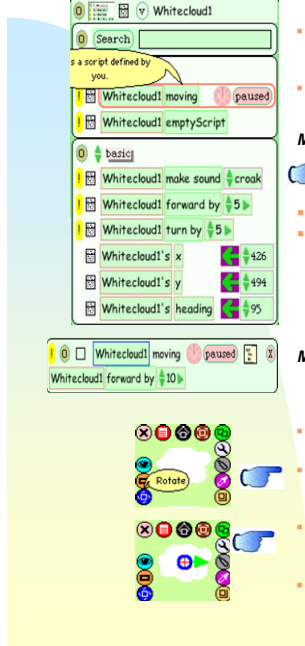 Whitecloud1
Search
s a script defined by
you.
Whitecloud1 moving paused
Whitecloud1 emptyScript
basic
Whitecloud1 make sound croak
Whitecloud1 forward by 5
Whitecloud1 turn by 5
Whitecloud1's x 426
Whitecloud1's y 494
Whitecloud1's heading 95
M
Whitecloud1 moving paused
M
Whitecloud1 forward by 10
Rotate